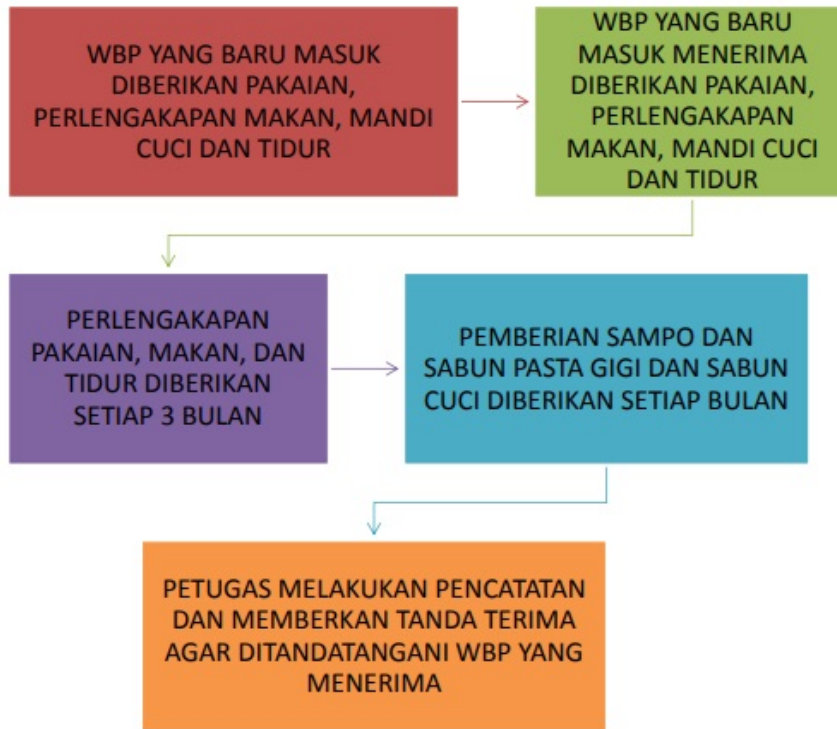 WBP YANG BARU MASUK
DIBERIKAN PAKAIAN,
PERLENGAKAPAN MAKAN, MANDI
CUCI DAN TIDUR
WBP YANG BARU
MASUK MENERIMA
DIBERIKAN PAKAIAN,
PERLENGAKAPAN
MAKAN, MANDI CUCI
DAN TIDUR
PERLENGAKAPAN
PAKAIAN, MAKAN, DAN
TIDUR DIBERIKAN
SETIAP 3 BULAN
PEMBERIAN SAMPO DAN
SABUN PASTA GIGI DAN SABUN
CUCI DIBERIKAN SETIAP BULAN
PETUGAS MELAKUKAN PENCATATAN
DAN MEMBERKAN TANDA TERIMA
AGAR DITANDATANGANI WBP YANG
MENERIMA